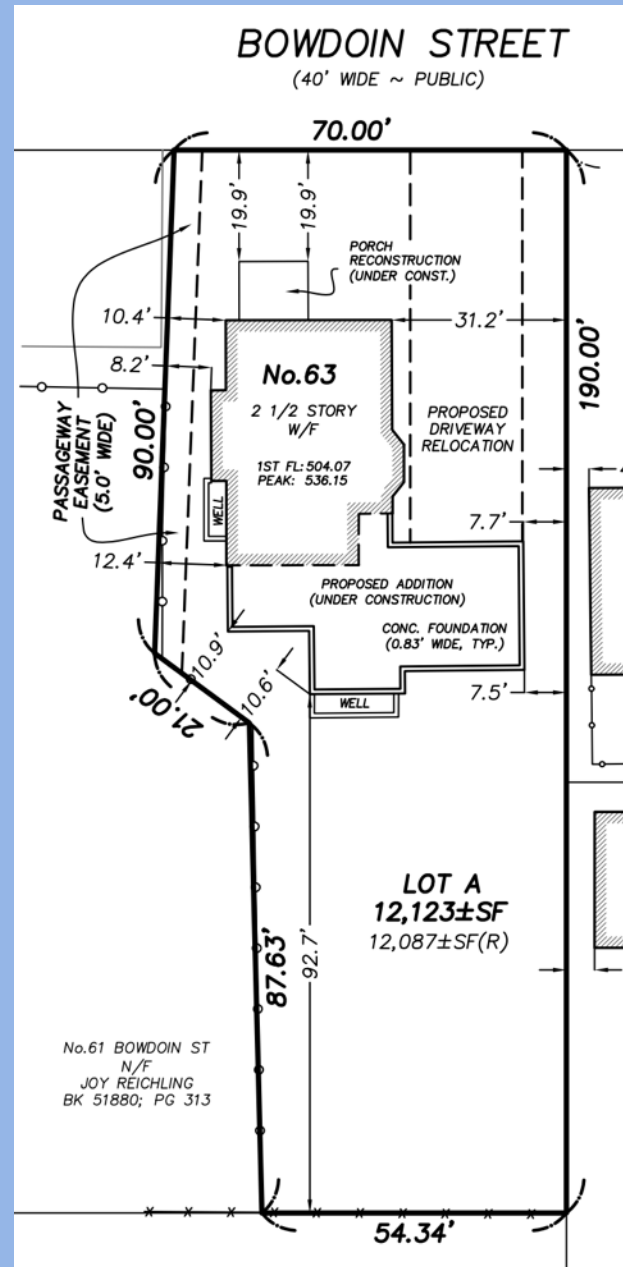 BOWDOIN STREET
(40' WIDE ~ PUBLIC)
70.00'
19.9'
19.9'
PORCH
RECONSTRUCTION
(UNDER CONST.)
10.4'
31.2'
8.2'
No.63
2 1/2 STORY
W/F
1ST FL: 504.07
PEAK: 536.15
PROPOSED
DRIVEWAY
RELOCATION
190.00'
90.00'
PASSAGEWAY
EASEMENT
(5.0' WIDE)
WELL
7.7'
12.4'
PROPOSED ADDITION
(UNDER CONSTRUCTION)
CONC. FOUNDATION
(0.83' WIDE, TYP.)
10.9'
21.00'
10.6'
WELL
7.5'
LOT A
12,123±SF
12,087±SF(R)
87.63'
92.7'
No.61 BOWDOIN ST
N/F
JOY REICHLING
BK 51880; PG 313
54.34'